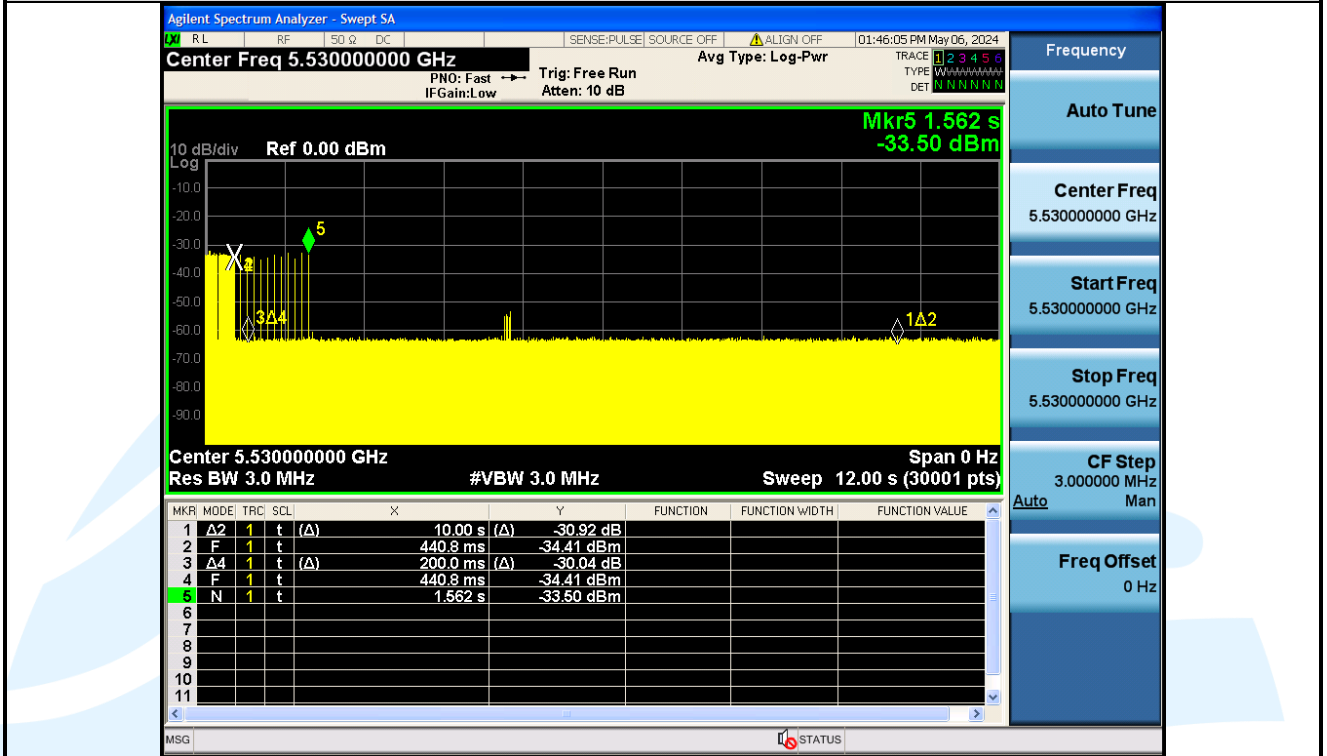 Agilent Spectrum Analyzer - Swept SA
LXI RL RF 50 Ω DC SENSE:PULSE SOURCE OFF ALIGN OFF 01:46:05 PM May 06, 2024
Center Freq 5.530000000 GHz
PNO: Fast
IFGain:Low
Trig: Free Run
Atten: 10 dB
Avg Type: Log-Pwr
TRACE 1 2 3 4 5 6
TYPE
DET N N N N N N
Mkr5 1.562 s
-33.50 dBm
10 dB/div Ref 0.00 dBm
Log
-10.0
-20.0
-30.0
-40.0
-50.0
-60.0
-70.0
-80.0
-90.0
5
3Δ4
1Δ2
Center 5.530000000 GHz Span 0 Hz
Res BW 3.0 MHz #VBW 3.0 MHz Sweep 12.00 s (30001 pts)
MKR MODE TRC SCL X Y FUNCTION FUNCTION WIDTH FUNCTION VALUE
1 Δ2 1 t (Δ) 10.00 s (Δ) -30.92 dB
2 F 1 t 440.8 ms -34.41 dBm
3 Δ4 1 t (Δ) 200.0 ms (Δ) -30.04 dB
4 F 1 t 440.8 ms -34.41 dBm
5 N 1 t 1.562 s -33.50 dBm
6
7
8
9
10
11
MSG STATUS
Frequency
Auto Tune
Center Freq
5.530000000 GHz
Start Freq
5.530000000 GHz
Stop Freq
5.530000000 GHz
CF Step
3.000000 MHz
Auto Man
Freq Offset
0 Hz